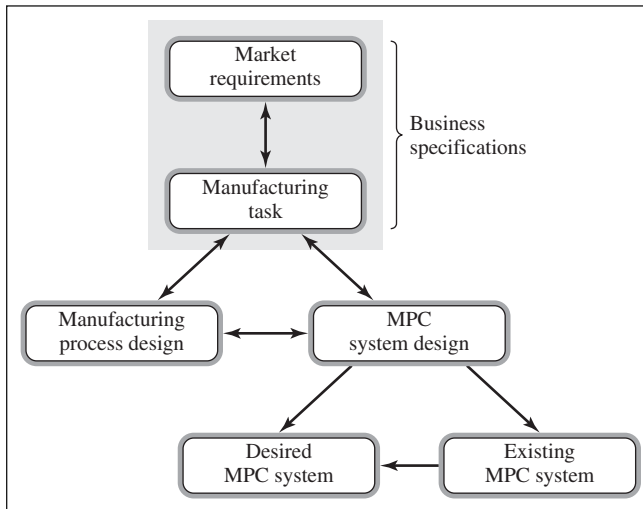 Market
requirements
Business
specifications
Manufacturing
task
Manufacturing
process design
MPC
system design
Desired
MPC system
Existing
MPC system